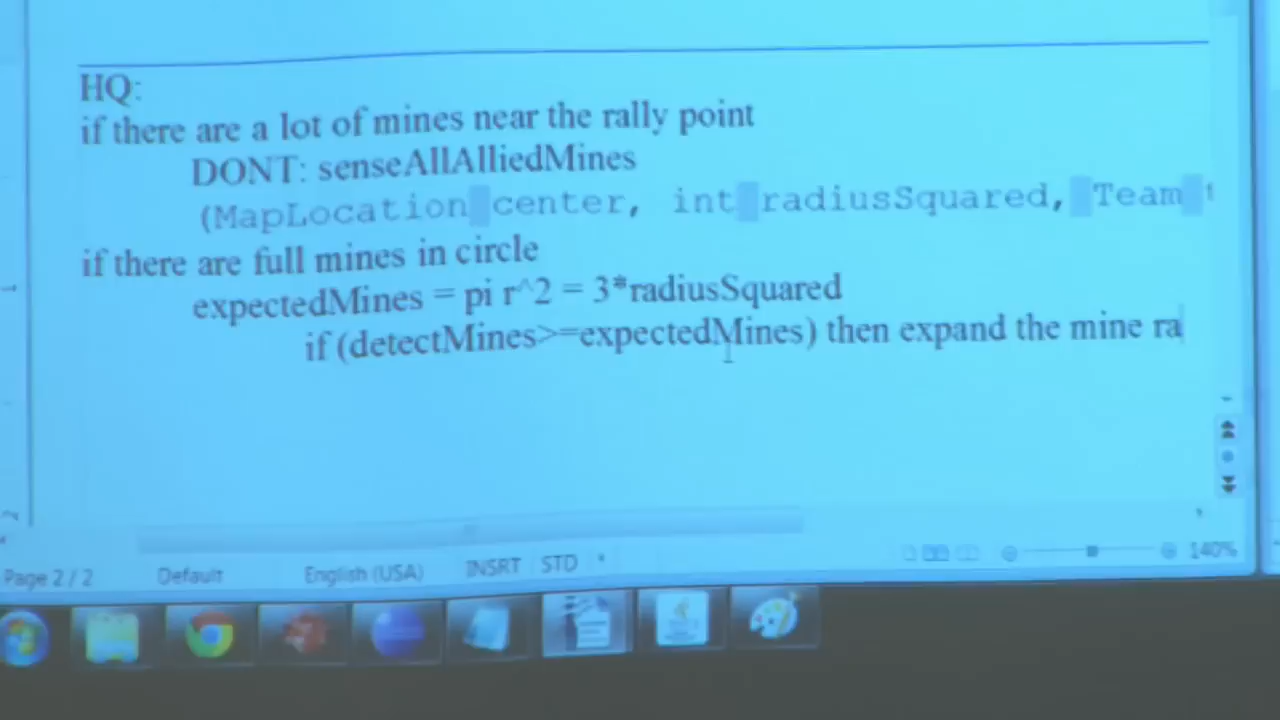 HQ:
if there are a lot of mines near the rally point
DONT: senseAllAlliedMines
(MapLocation center, int radiusSquared, Team t
if there are full mines in circle
expectedMines = pi r^2 = 3*radiusSquared
if (detectMines>=expectedMines) then expand the mine ra
Page 2 / 2 Default English (USA) INSRT STD * 140%